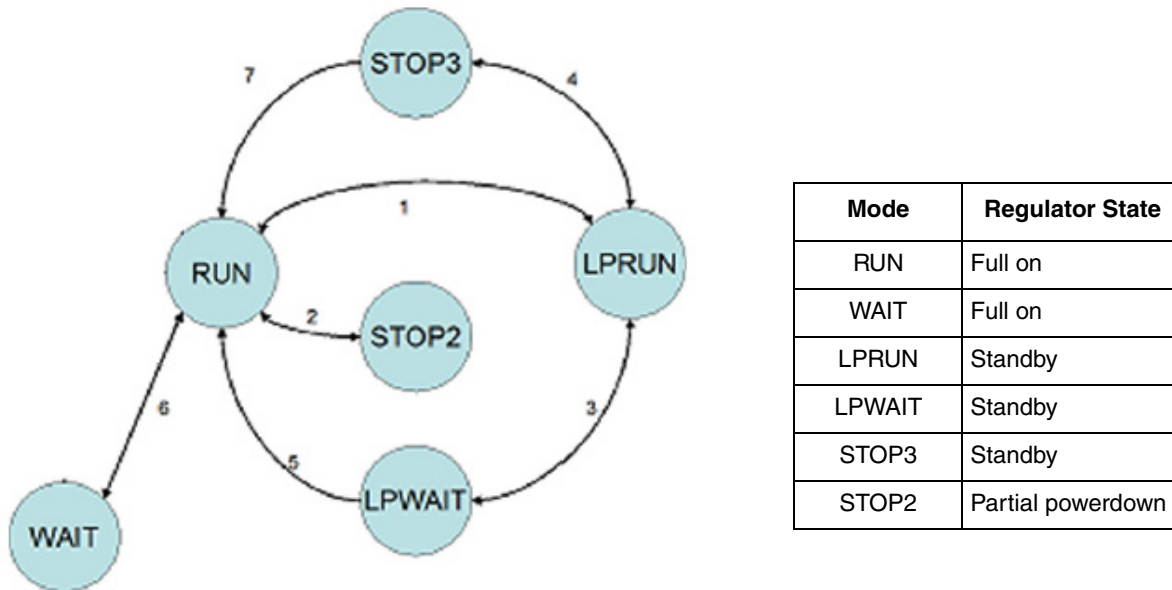 STOP3
7
4
1
RUN
LPRUN
2
STOP2
3
6
5
LPWAIT
WAIT
Mode Regulator State
RUN Full on
WAIT Full on
LPRUN Standby
LPWAIT Standby
STOP3 Standby
STOP2 Partial powerdown